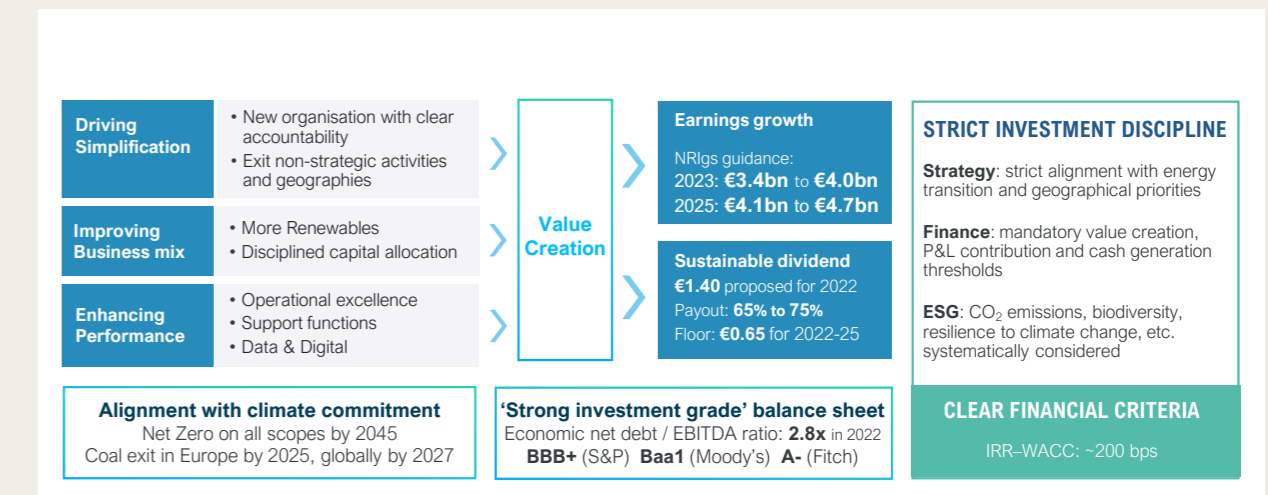 Driving
Simplification
• New organisation with clear
accountability
• Exit non-strategic activities
and geographies
Improving
Business mix
• More Renewables
• Disciplined capital allocation
Enhancing
Performance
• Operational excellence
• Support functions
• Data & Digital
Value
Creation
Earnings growth
NRIgs guidance:
2023: €3.4bn to €4.0bn
2025: €4.1bn to €4.7bn
Sustainable dividend
€1.40 proposed for 2022
Payout: 65% to 75%
Floor: €0.65 for 2022-25
STRICT INVESTMENT DISCIPLINE
Strategy: strict alignment with energy
transition and geographical priorities
Finance: mandatory value creation,
P&L contribution and cash generation
thresholds
ESG: CO₂ emissions, biodiversity,
resilience to climate change, etc.
systematically considered
Alignment with climate commitment
Net Zero on all scopes by 2045
Coal exit in Europe by 2025, globally by 2027
‘Strong investment grade’ balance sheet
Economic net debt / EBITDA ratio: 2.8x in 2022
BBB+ (S&P) Baa1 (Moody’s) A- (Fitch)
CLEAR FINANCIAL CRITERIA
IRR–WACC: ~200 bps